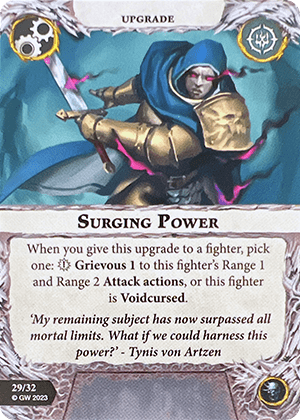 UPGRADE
SURGING POWER
When you give this upgrade to a fighter, pick
one: Grievous 1 to this fighter's Range 1
and Range 2 Attack actions, or this fighter
is Voidcursed.
'My remaining subject has now surpassed all
mortal limits. What if we could harness this
power?' - Tynis von Artzen
29/32
© GW 2023